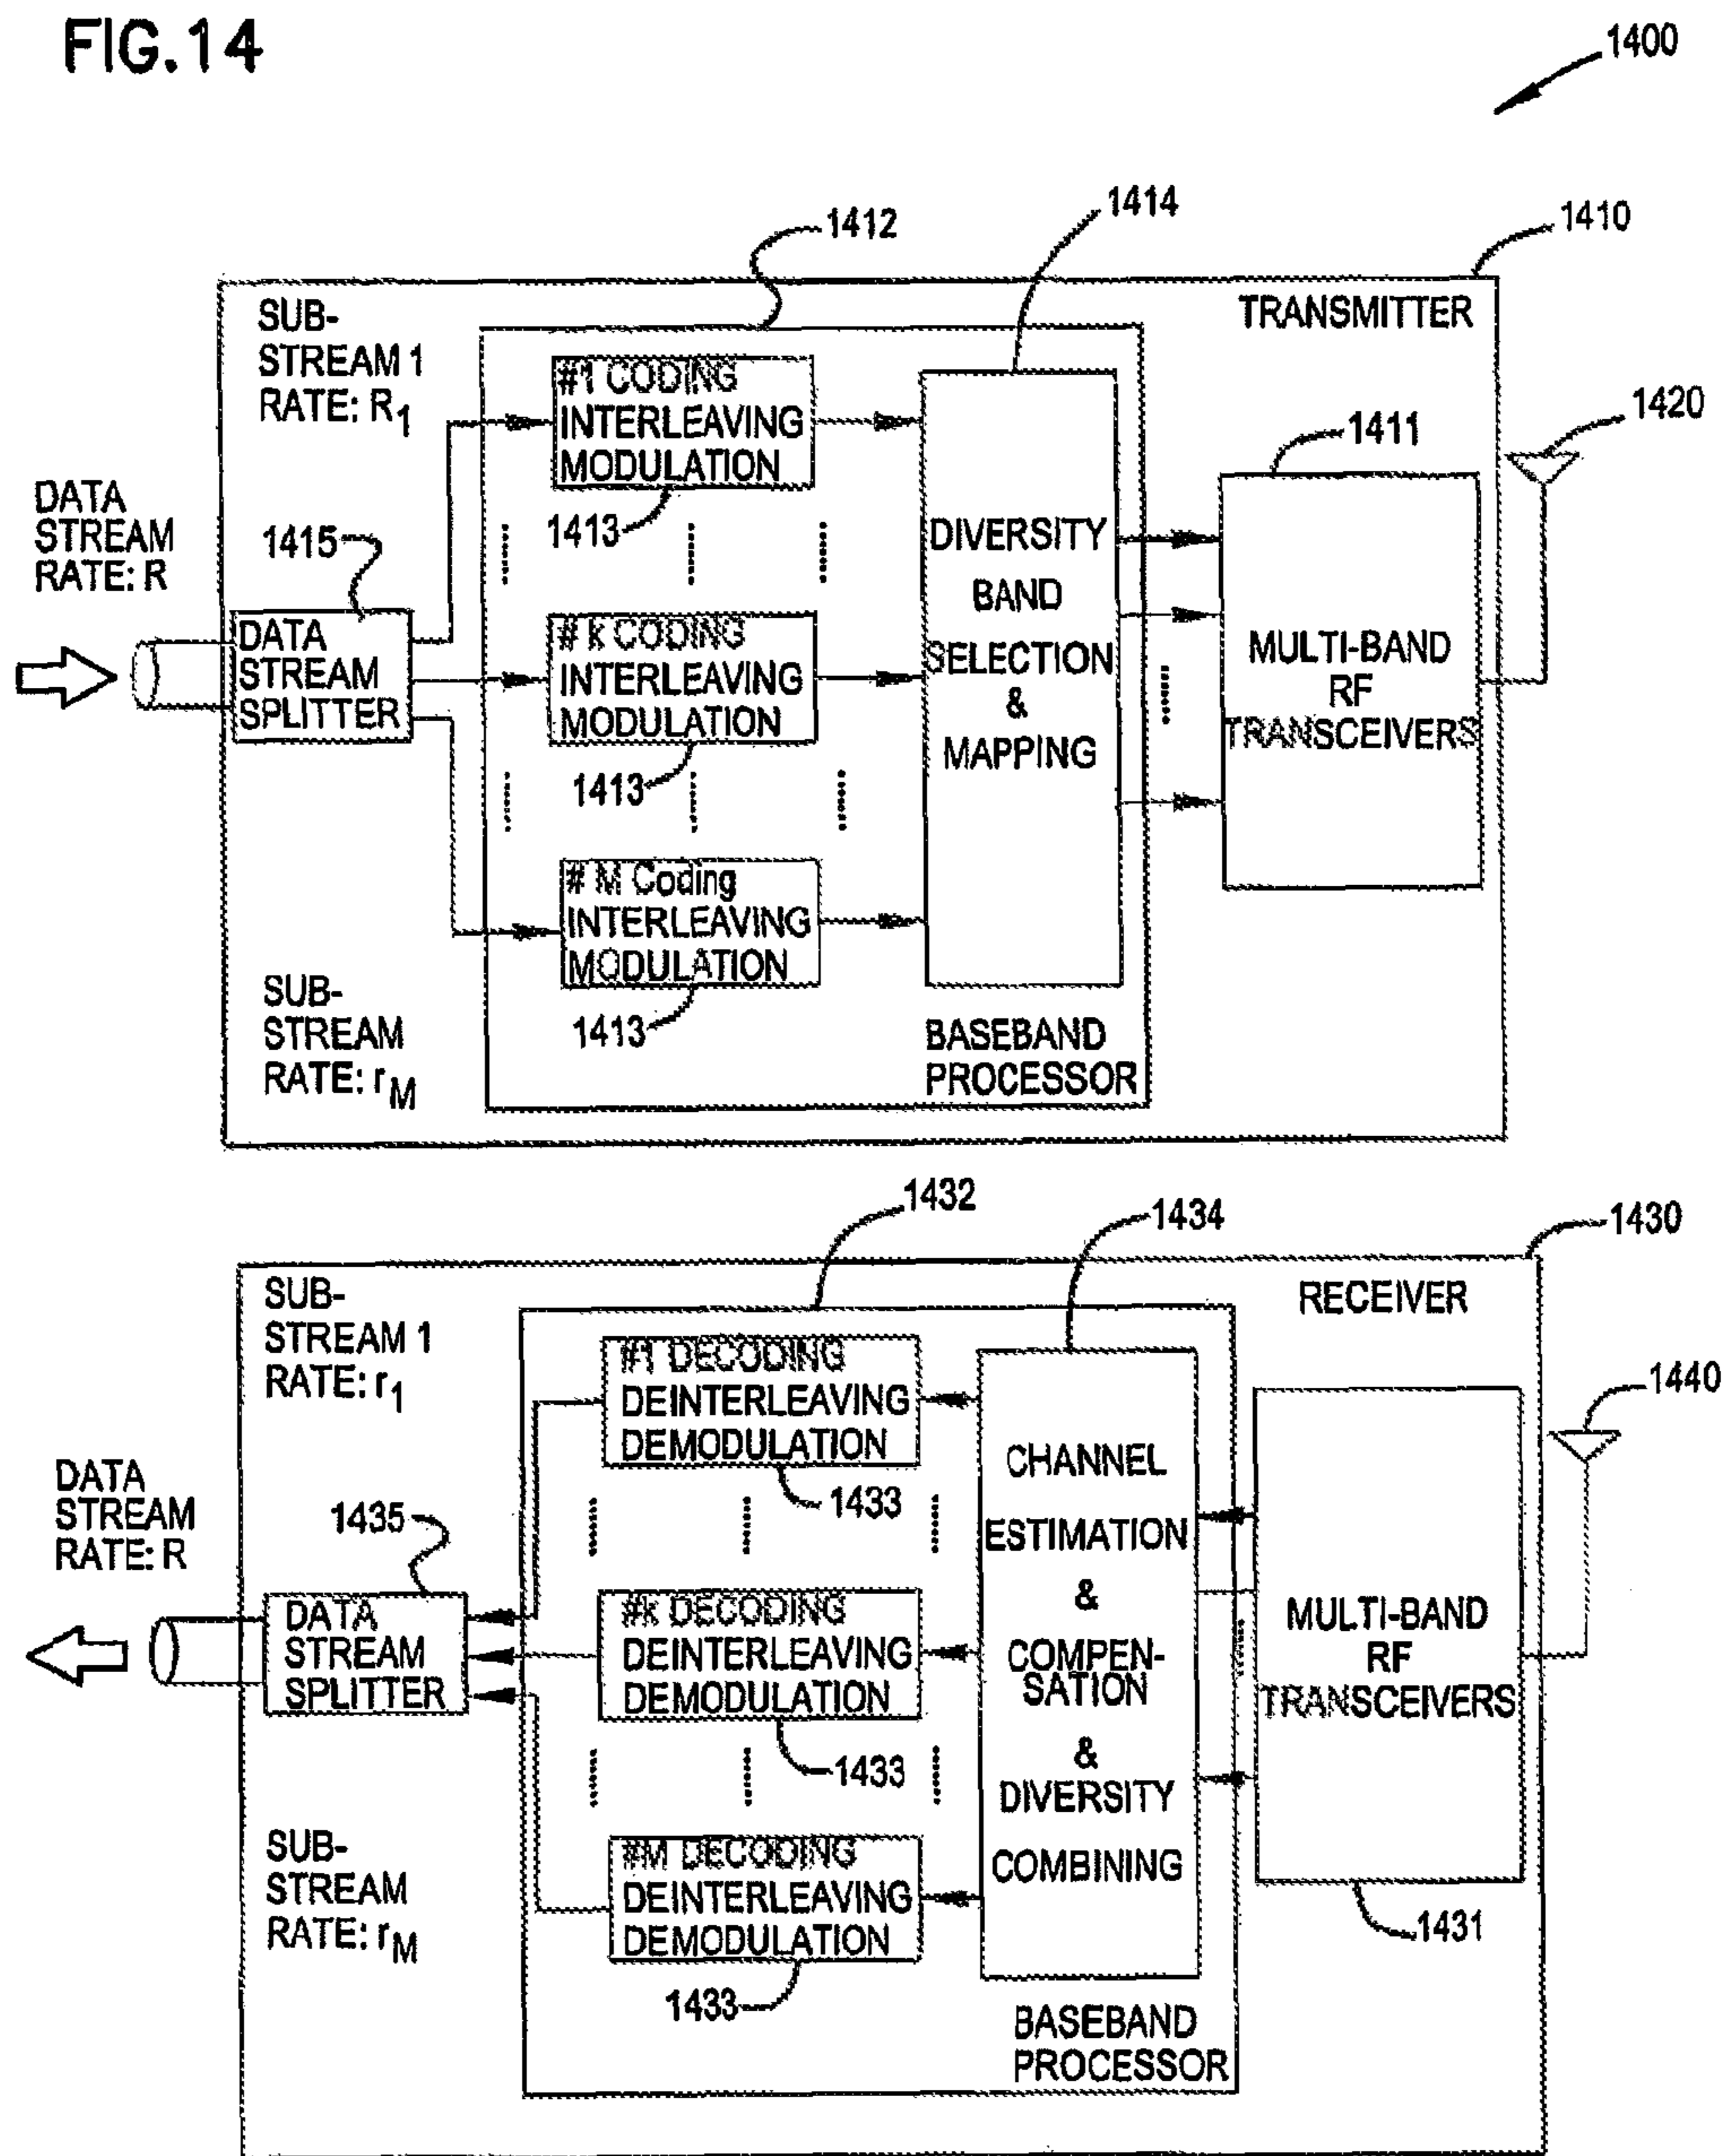 FIG.14
1400
1412
1414
1410
SUB-
STREAM 1
RATE: R1
TRANSMITTER
#1 CODING
INTERLEAVING
MODULATION
1413
1411
1420
DATA
STREAM
RATE: R
1415
DATA
STREAM
SPLITTER
# k CODING
INTERLEAVING
MODULATION
1413
DIVERSITY
BAND
SELECTION
&
MAPPING
MULTI-BAND
RF
TRANSCEIVERS
# M Coding
INTERLEAVING
MODULATION
1413
SUB-
STREAM
RATE: rM
BASEBAND
PROCESSOR
1432
1434
1430
SUB-
STREAM 1
RATE: r1
RECEIVER
#1 DECODING
DEINTERLEAVING
DEMODULATION
1433
1440
DATA
STREAM
RATE: R
1435
DATA
STREAM
SPLITTER
#k DECODING
DEINTERLEAVING
DEMODULATION
1433
CHANNEL
ESTIMATION
&
COMPEN-
SATION
&
DIVERSITY
COMBINING
MULTI-BAND
RF
TRANSCEIVERS
1431
SUB-
STREAM
RATE: rM
#M DECODING
DEINTERLEAVING
DEMODULATION
1433
BASEBAND
PROCESSOR